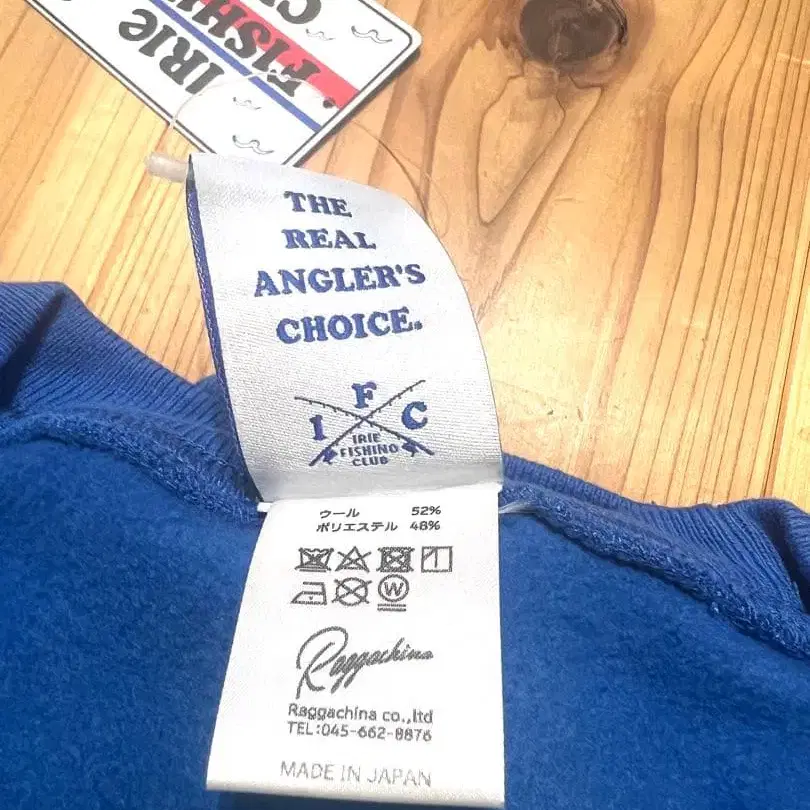 IRIE
FISHIN
THE
REAL
ANGLER'S
CHOICE.
I F C
IRIE
FISHING
CLUB
ウール 52%
ポリエステル 48%
W
Raggachina
Raggachina co.,ltd
TEL:045-662-8876
MADE IN JAPAN